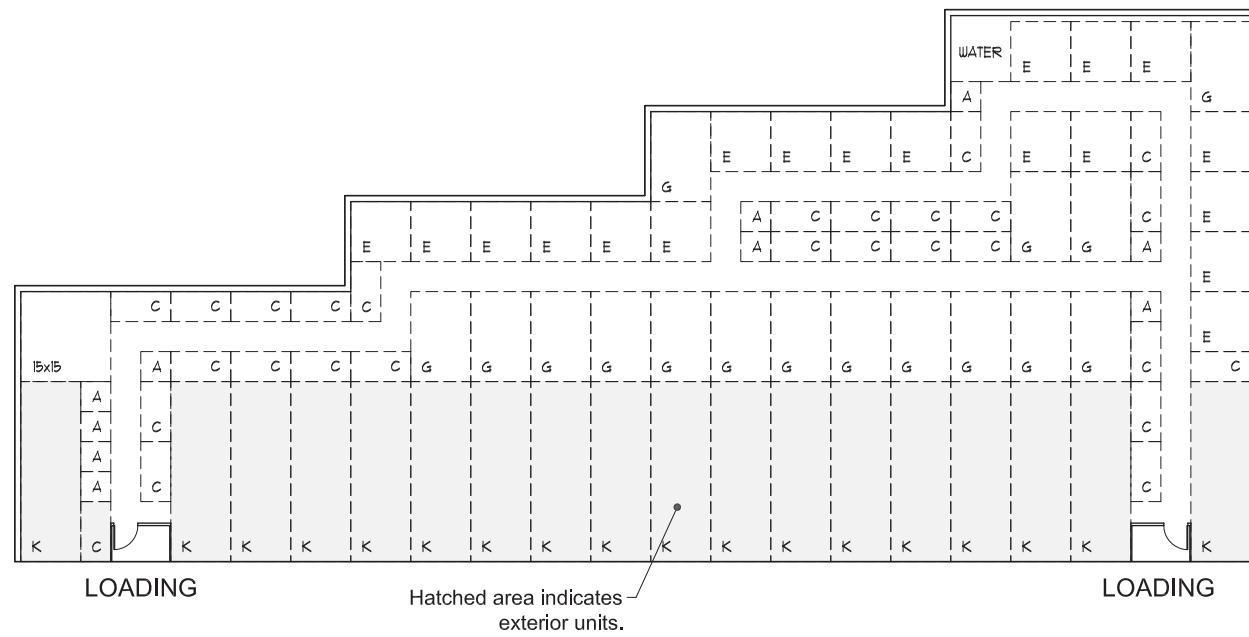 WATER E E E
A G
E E E E C E E C E
G
A C C C C C E
E E E E E E A C C C C G G A
E
C C C C C A
15x15 A C C C C G G G G G G G G G G G G C E
C
A
A C C
A
A C C
K C K K K K K K K K K K K K K K K K K
LOADING LOADING
Hatched area indicates
exterior units.